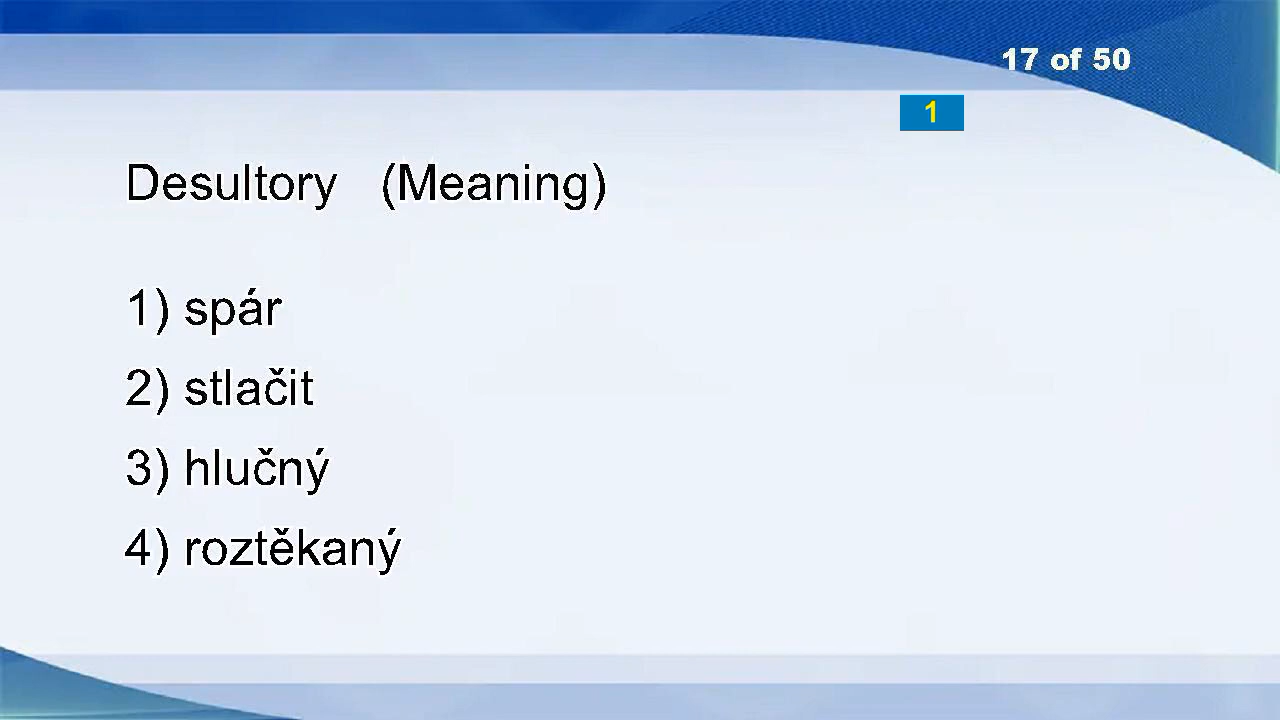 17 of 50
1
Desultory (Meaning)
1) spár
2) stlačit
3) hlučný
4) roztěkaný